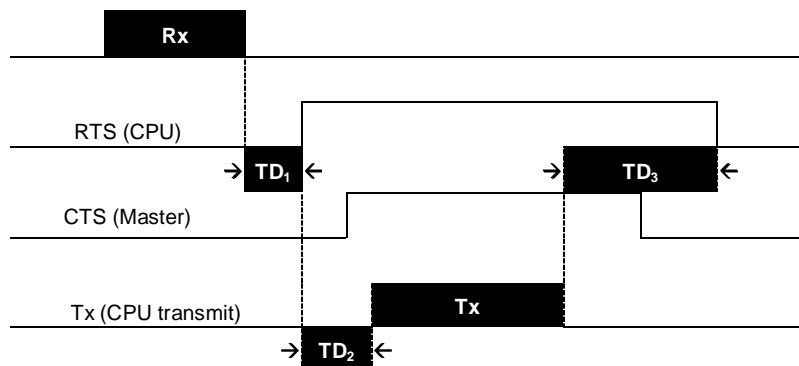 Rx
RTS (CPU)
TD₁
TD₃
CTS (Master)
Tx (CPU transmit)
Tx
TD₂